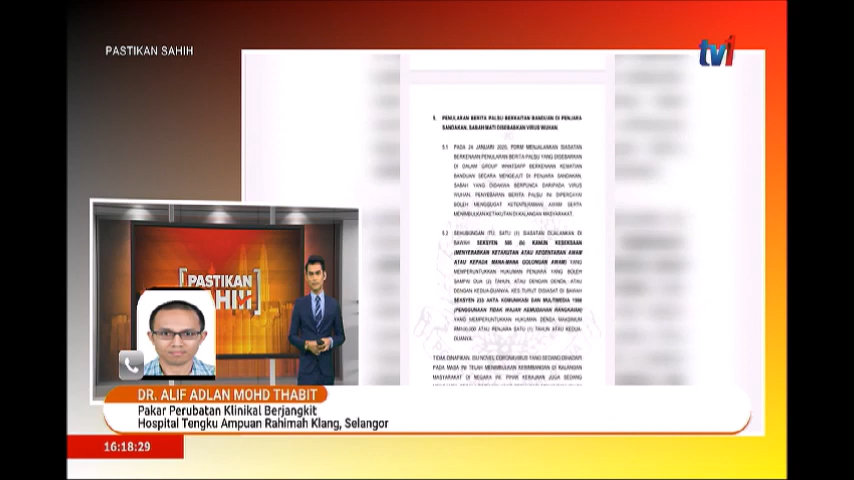 PASTIKAN SAHIH
tv1
5. PENULARAN BERITA PALSU BERKAITAN BANDUAN DI PENJARA
SANDAKAN, SABAH MATI DISEBABKAN VIRUS WUHAN.
5.1 PADA 24 JANUARI 2020, PDRM MENJALANKAN SIASATAN
BERKENAAN PENULARAN BERITA PALSU YANG DISEBARKAN
DI DALAM GROUP WHATSAPP BERKENAAN KEMATIAN
BANDUAN SECARA MENGEJUT DI PENJARA SANDAKAN,
SABAH YANG DIDAKWA BERPUNCA DARIPADA VIRUS
WUHAN. PENYEBARAN BERITA PALSU INI DIPERCAYAI
BOLEH MENGGUGAT KETENTERAMAN AWAM SERTA
MENIMBULKAN KETAKUTAN DI KALANGAN MASYARAKAT.
5.2 SEHUBUNGAN ITU, SATU (1) SIASATAN DIJALANKAN DI
BAWAH SEKSYEN 505 (b) KANUN KESEKSAAN
(MENYEBABKAN KETAKUTAN ATAU KEGENTARAN AWAM
ATAU KEPADA MANA-MANA GOLONGAN AWAM) YANG
MEMPERUNTUKKAN HUKUMAN PENJARA YANG BOLEH
SAMPAI DUA (2) TAHUN, ATAU DENGAN DENDA, ATAU
DENGAN KEDUA-DUANYA. KES TURUT DISIASAT DI BAWAH
SEKSYEN 233 AKTA KOMUNIKASI DAN MULTIMEDIA 1998
(PENGGUNAAN TIDAK WAJAR KEMUDAHAN RANGKAIAN)
YANG MEMPERUNTUKKAN HUKUMAN DENDA MAKSIMUM
RM100,000 ATAU PENJARA SATU (1) TAHUN ATAU KEDUA-
DUANYA.
TIDAK DINAFIKAN, ISU NOVEL CORONAVIRUS YANG SEDANG DIHADAPI
PADA MASA INI TELAH MENIMBULKAN KEBIMBANGAN DI KALANGAN
MASYARAKAT DI NEGARA INI. PIHAK KERAJAAN JUGA SEDANG
[PASTIKAN
SAHIH]
DR. ALIF ADLAN MOHD THABIT
Pakar Perubatan Klinikal Berjangkit
Hospital Tengku Ampuan Rahimah Klang, Selangor
16:18:29